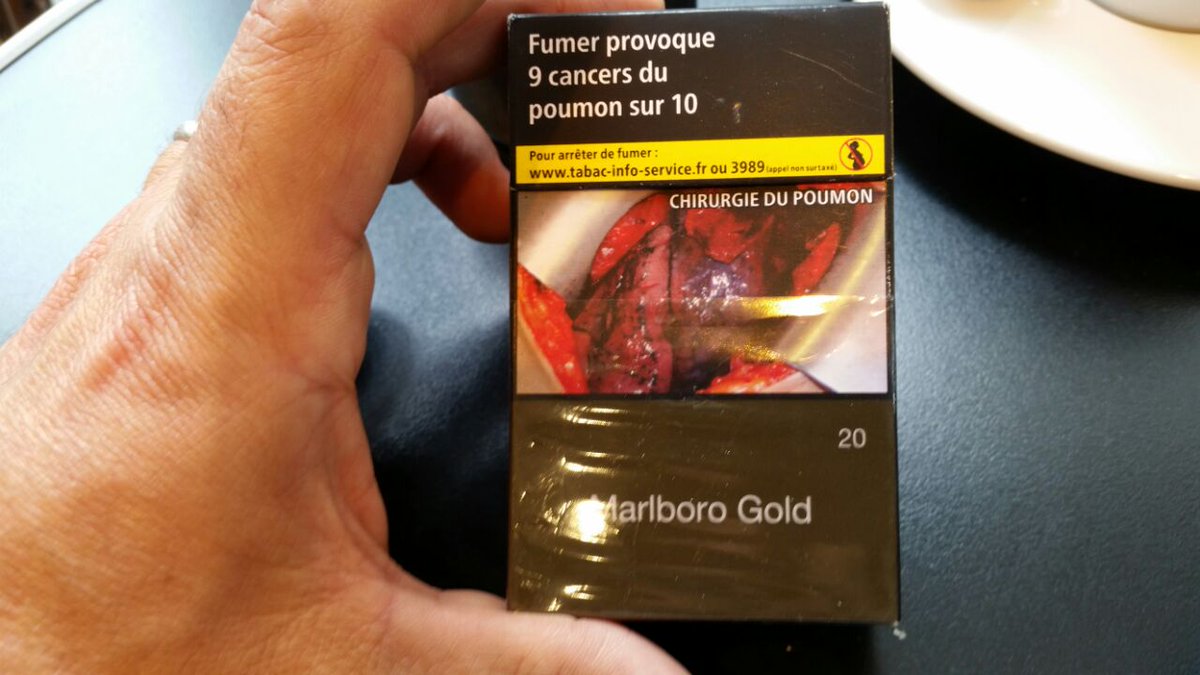 Fumer provoque
9 cancers du
poumon sur 10
Pour arrêter de fumer :
www.tabac-info-service.fr ou 3989 (appel non surtaxé)
CHIRURGIE DU POUMON
20
Marlboro Gold